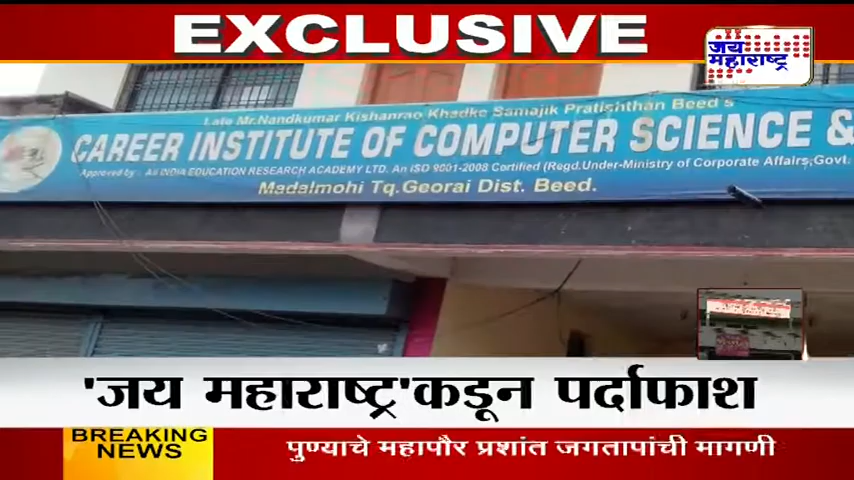 EXCLUSIVE
जय
महाराष्ट्र
Late Mr.Nandkumar Kishanrao Khadke Samajik Pratishthan Beed's
CAREER INSTITUTE OF COMPUTER SCIENCE &
Approved by : All INDIA EDUCATION RESEARCH ACADEMY LTD. An ISO 9001-2008 Certified (Regd.Under-Ministry of Corporate Affairs,Govt.
Madalmohi Tq.Georai Dist. Beed.
'जय महाराष्ट्र'कडून पर्दाफाश
BREAKING
NEWS
पुण्याचे महापौर प्रशांत जगतापांची मागणी